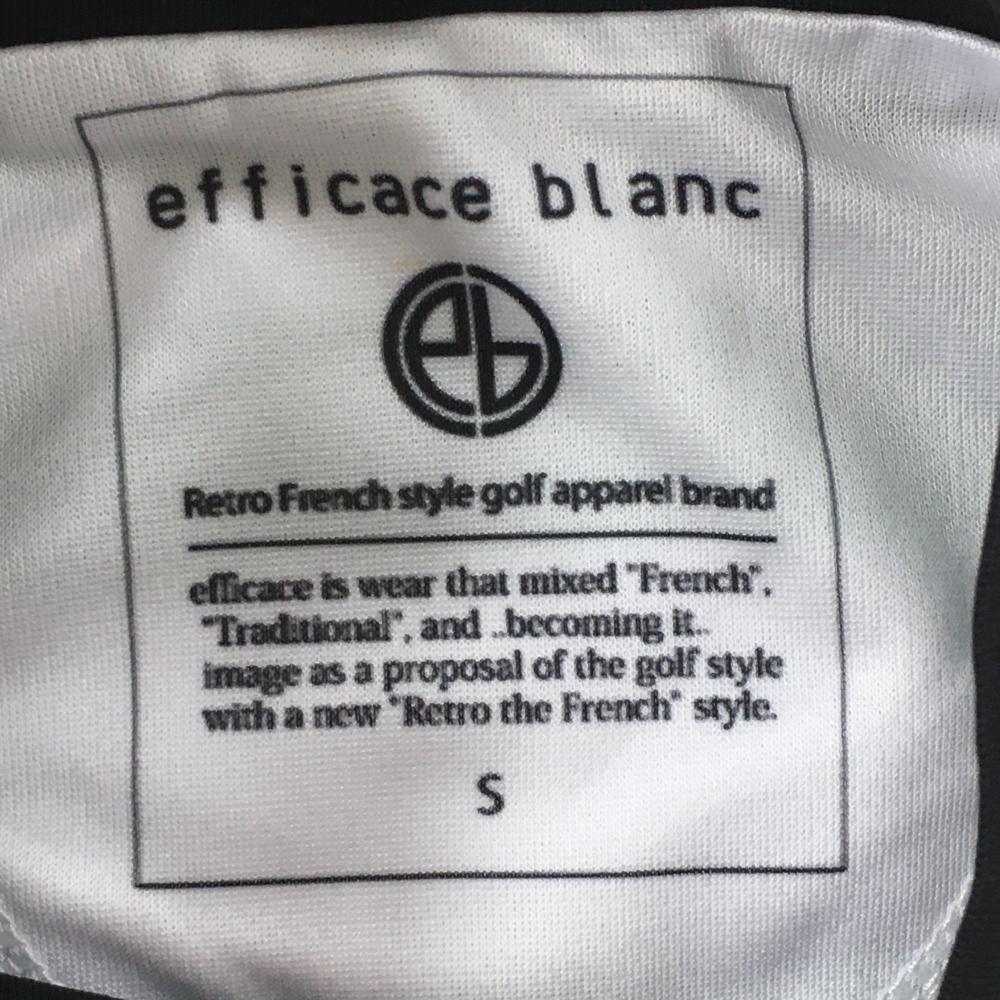 efficace blanc
eb
Retro French style golf apparel brand
efficace is wear that mixed "French",
"Traditional", and ..becoming it..
image as a proposal of the golf style
with a new "Retro the French" style.
S